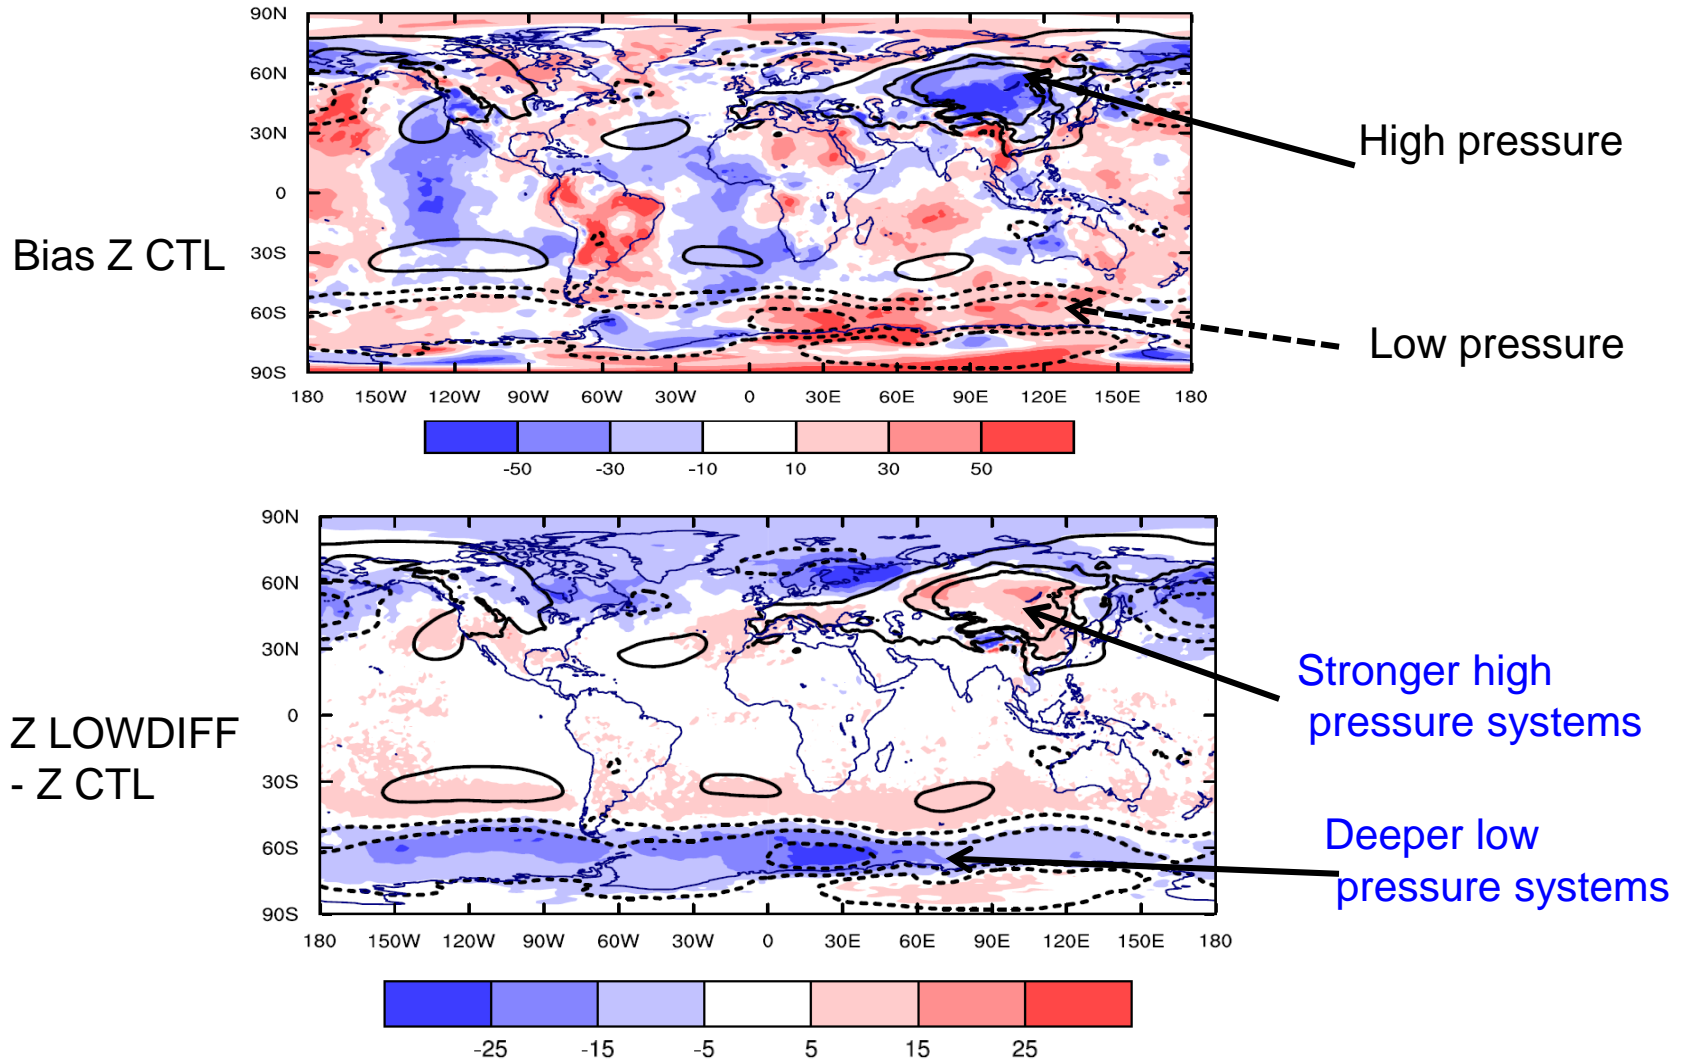 90N
60N
30N
0
30S
60S
90S
180 150W 120W 90W 60W 30W 0 30E 60E 90E 120E 150E 180
-50 -30 -10 10 30 50
Bias Z CTL
High pressure
Low pressure
90N
60N
30N
0
30S
60S
90S
180 150W 120W 90W 60W 30W 0 30E 60E 90E 120E 150E 180
-25 -15 -5 5 15 25
Z LOWDIFF
- Z CTL
Stronger high
pressure systems
Deeper low
pressure systems